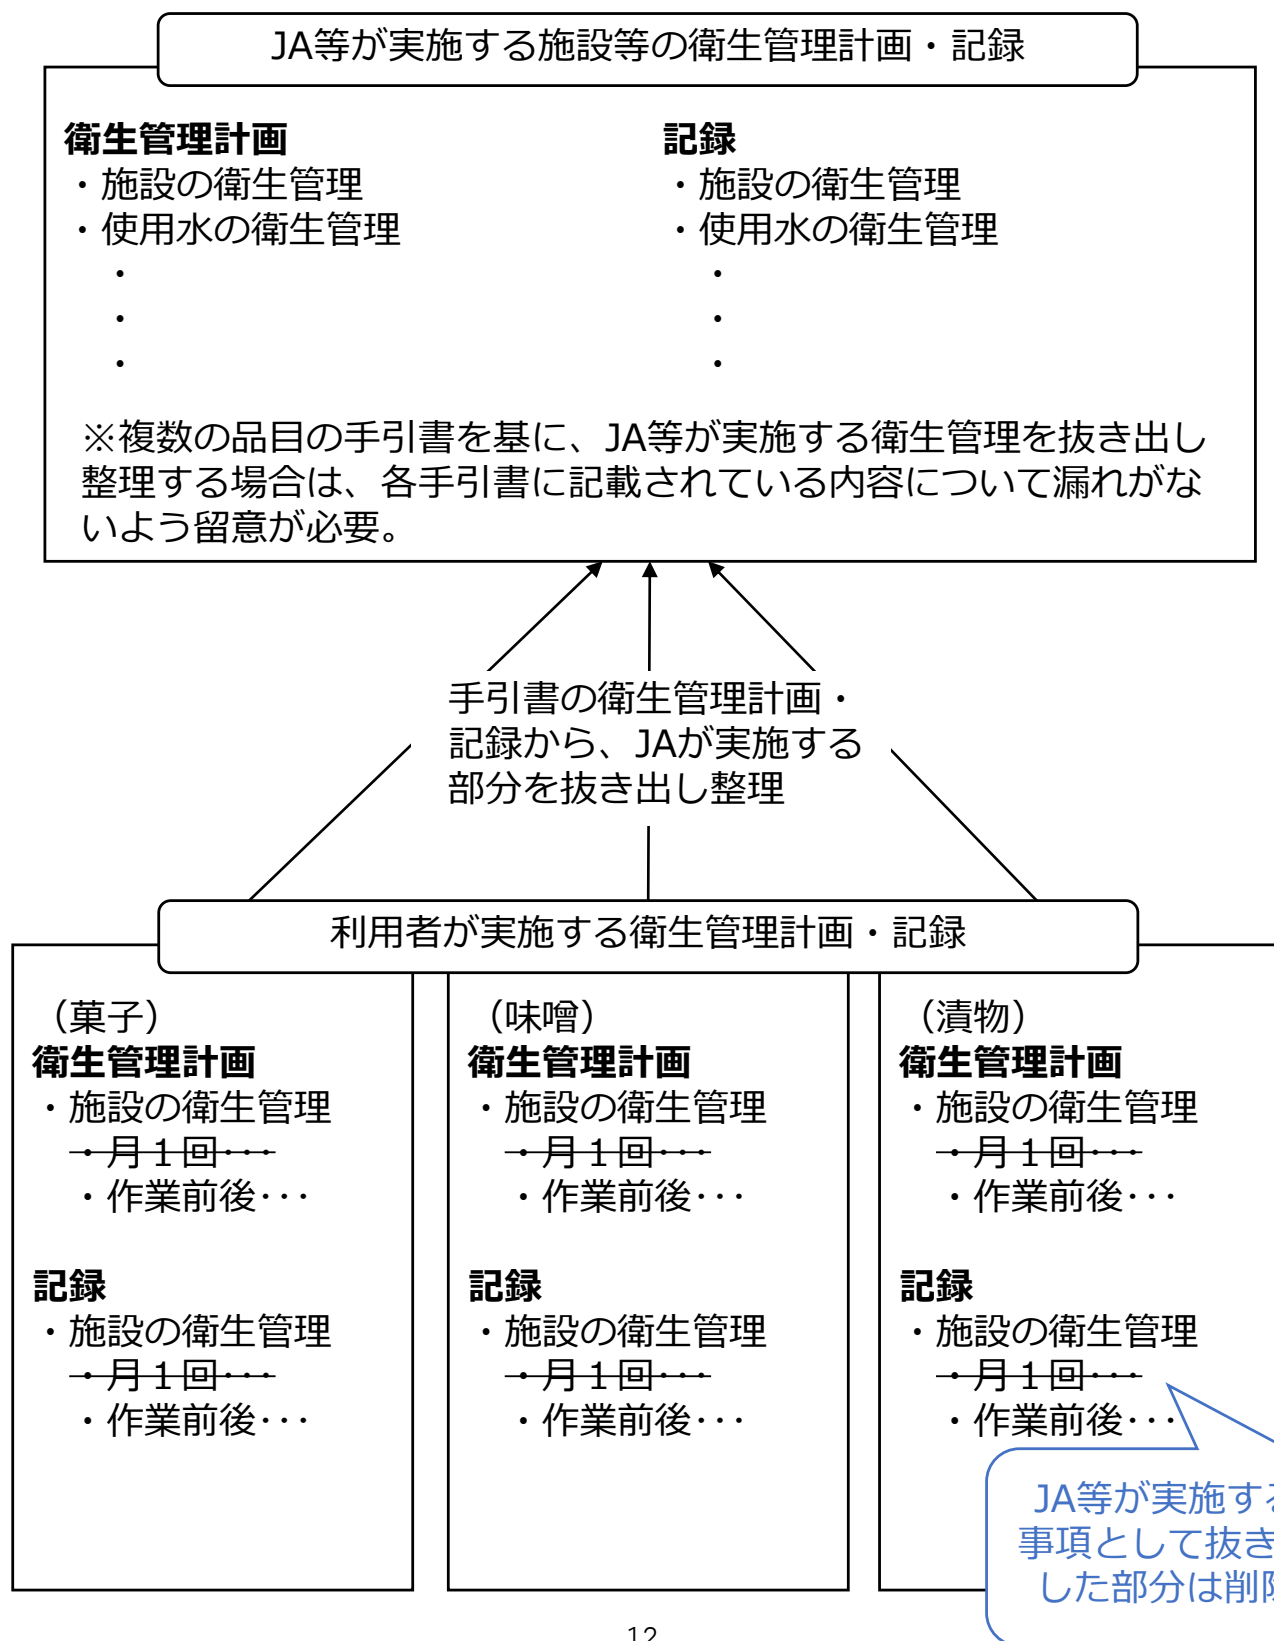 JA等が実施する施設等の衛生管理計画・記録
衛生管理計画
・施設の衛生管理
・使用水の衛生管理
・
・
・
記録
・施設の衛生管理
・使用水の衛生管理
・
・
・
※複数の品目の手引書を基に、JA等が実施する衛生管理を抜き出し
整理する場合は、各手引書に記載されている内容について漏れがな
いよう留意が必要。
手引書の衛生管理計画・
記録から、JAが実施する
部分を抜き出し整理
利用者が実施する衛生管理計画・記録
（菓子）
衛生管理計画
・施設の衛生管理
・月１回･･･
・作業前後･･･
記録
・施設の衛生管理
・月１回･･･
・作業前後･･･
（味噌）
衛生管理計画
・施設の衛生管理
・月１回･･･
・作業前後･･･
記録
・施設の衛生管理
・月１回･･･
・作業前後･･･
（漬物）
衛生管理計画
・施設の衛生管理
・月１回･･･
・作業前後･･･
記録
・施設の衛生管理
・月１回･･･
・作業前後･･･
JA等が実施する
事項として抜き
した部分は削除
12